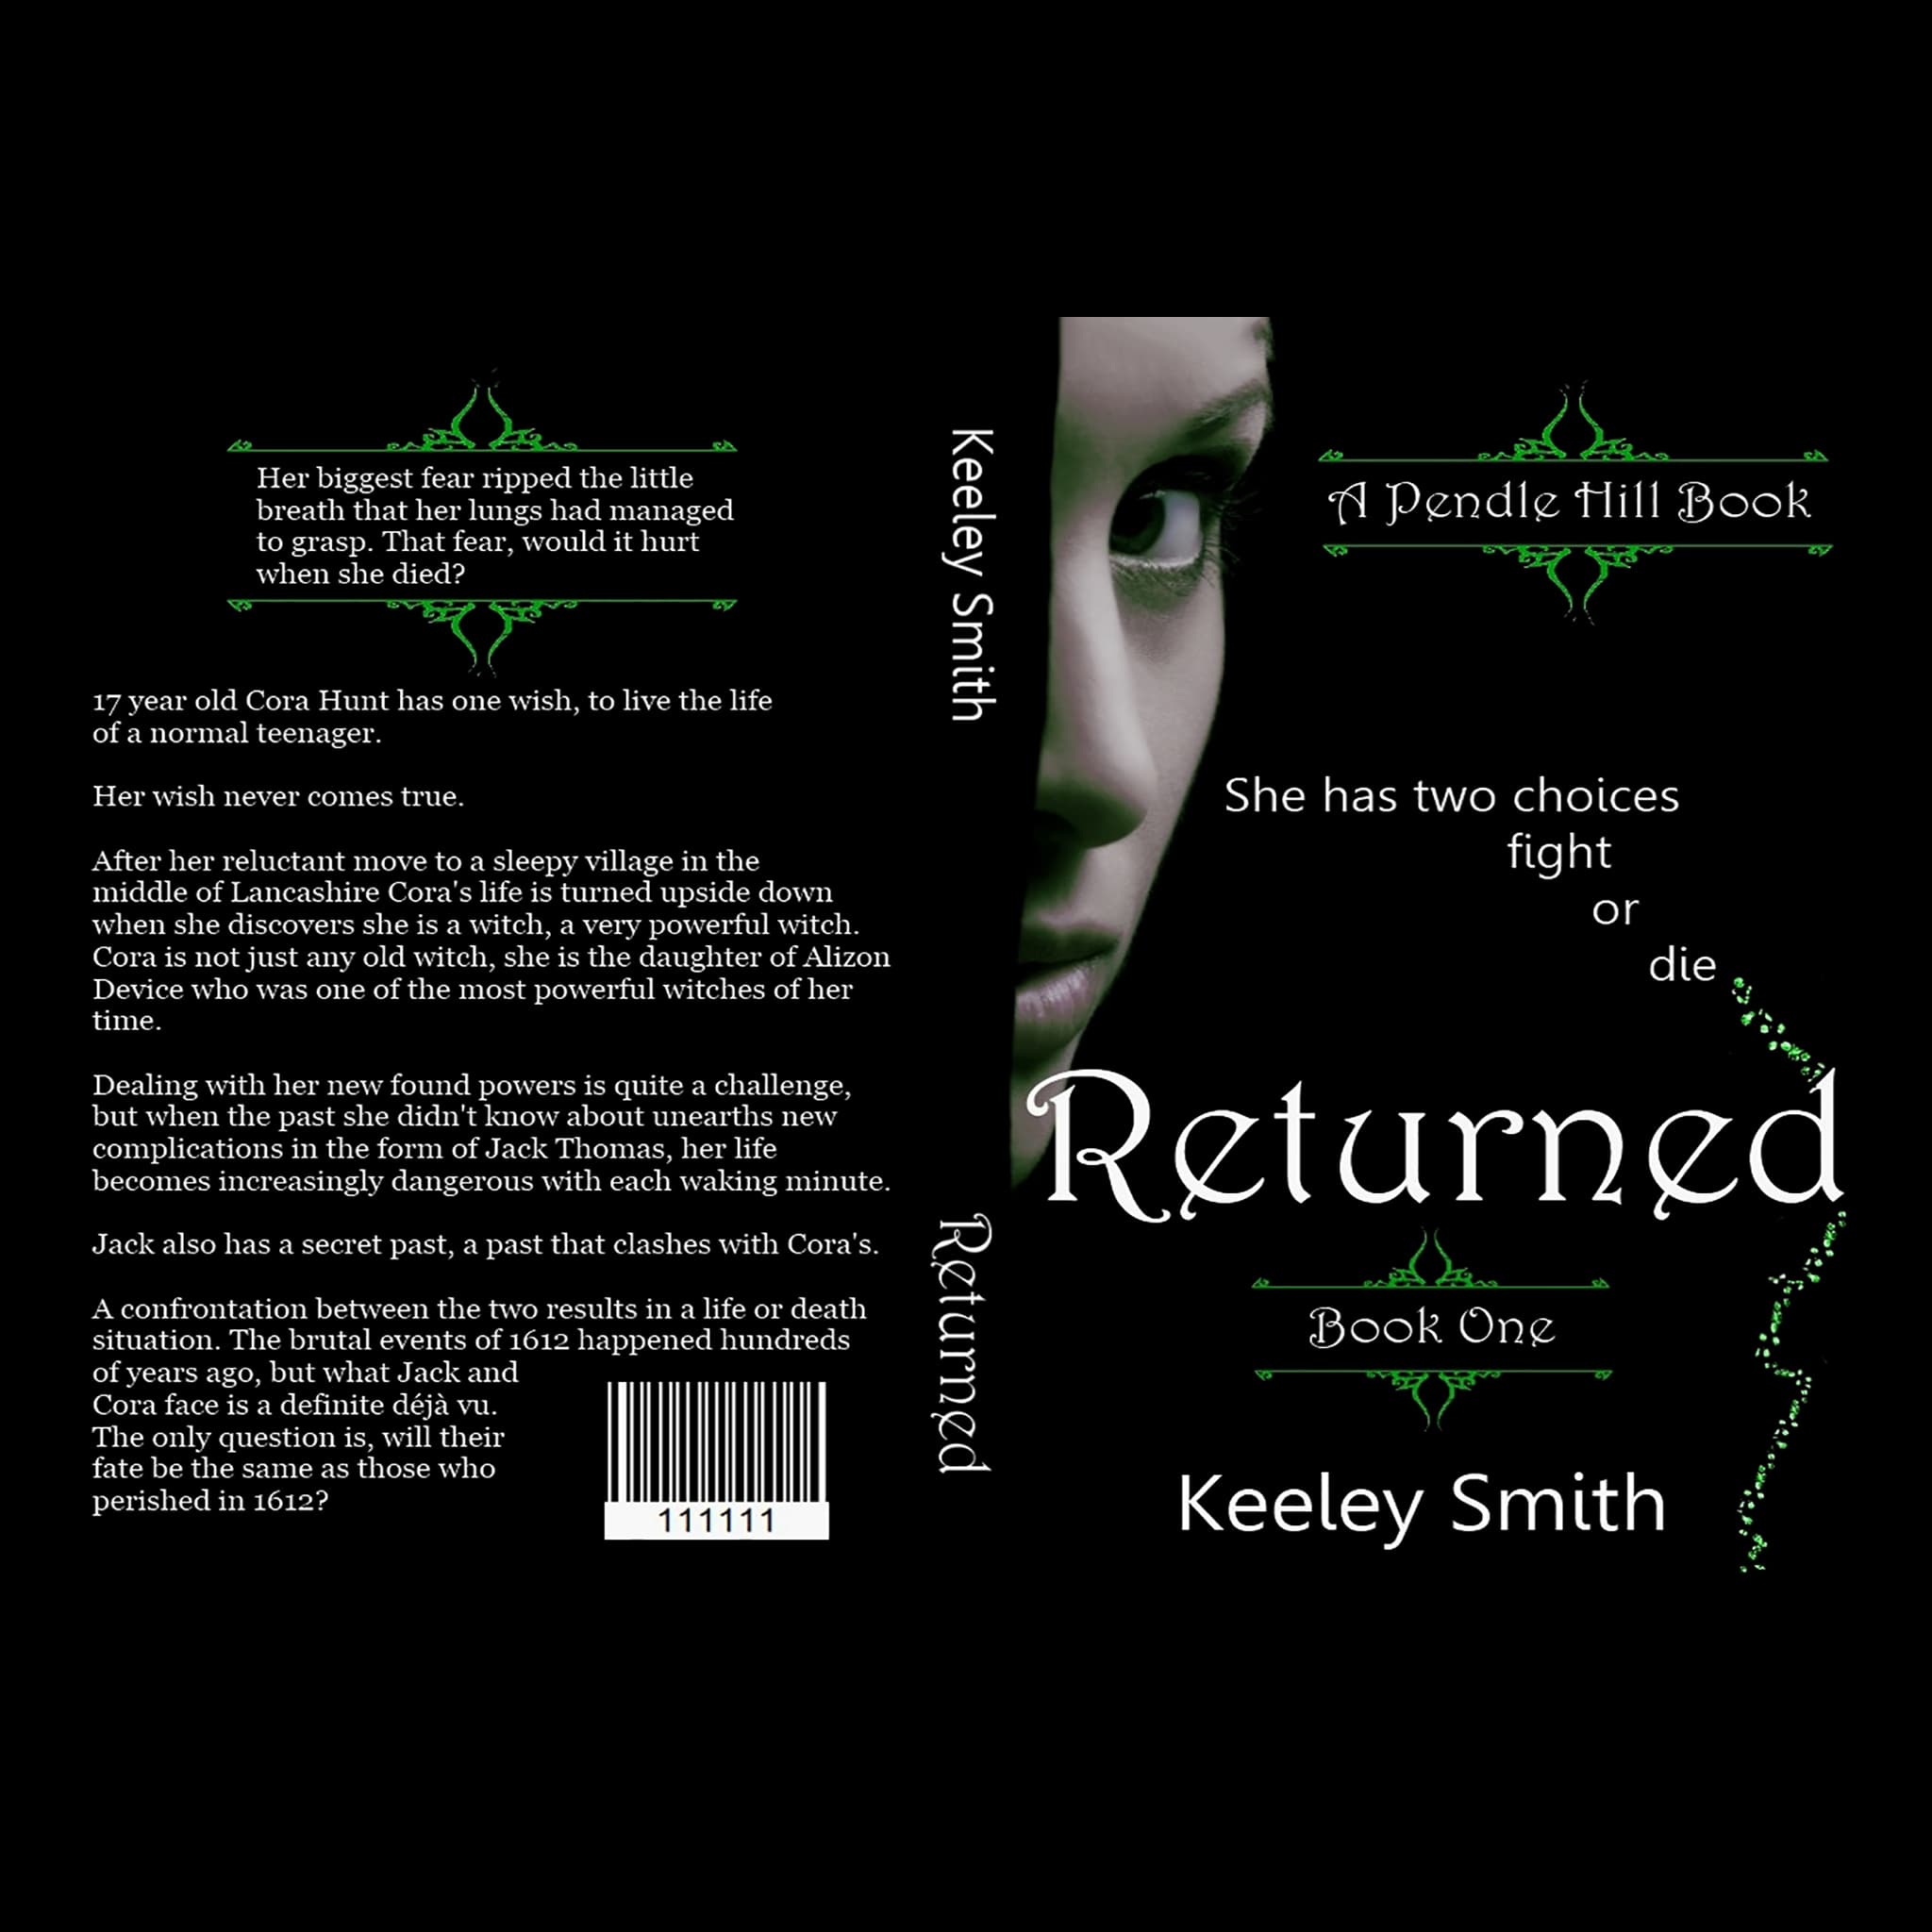 Her biggest fear ripped the little
breath that her lungs had managed
to grasp. That fear, would it hurt
when she died?
17 year old Cora Hunt has one wish, to live the life
of a normal teenager.
Her wish never comes true.
After her reluctant move to a sleepy village in the
middle of Lancashire Cora's life is turned upside down
when she discovers she is a witch, a very powerful witch.
Cora is not just any old witch, she is the daughter of Alizon
Device who was one of the most powerful witches of her
time.
Dealing with her new found powers is quite a challenge,
but when the past she didn't know about unearths new
complications in the form of Jack Thomas, her life
becomes increasingly dangerous with each waking minute.
Jack also has a secret past, a past that clashes with Cora's.
A confrontation between the two results in a life or death
situation. The brutal events of 1612 happened hundreds
of years ago, but what Jack and
Cora face is a definite déjà vu.
The only question is, will their
fate be the same as those who
perished in 1612?
111111
Keeley Smith
Returned
A Pendle Hill Book
She has two choices
fight
or
die
Returned
Book One
Keeley Smith